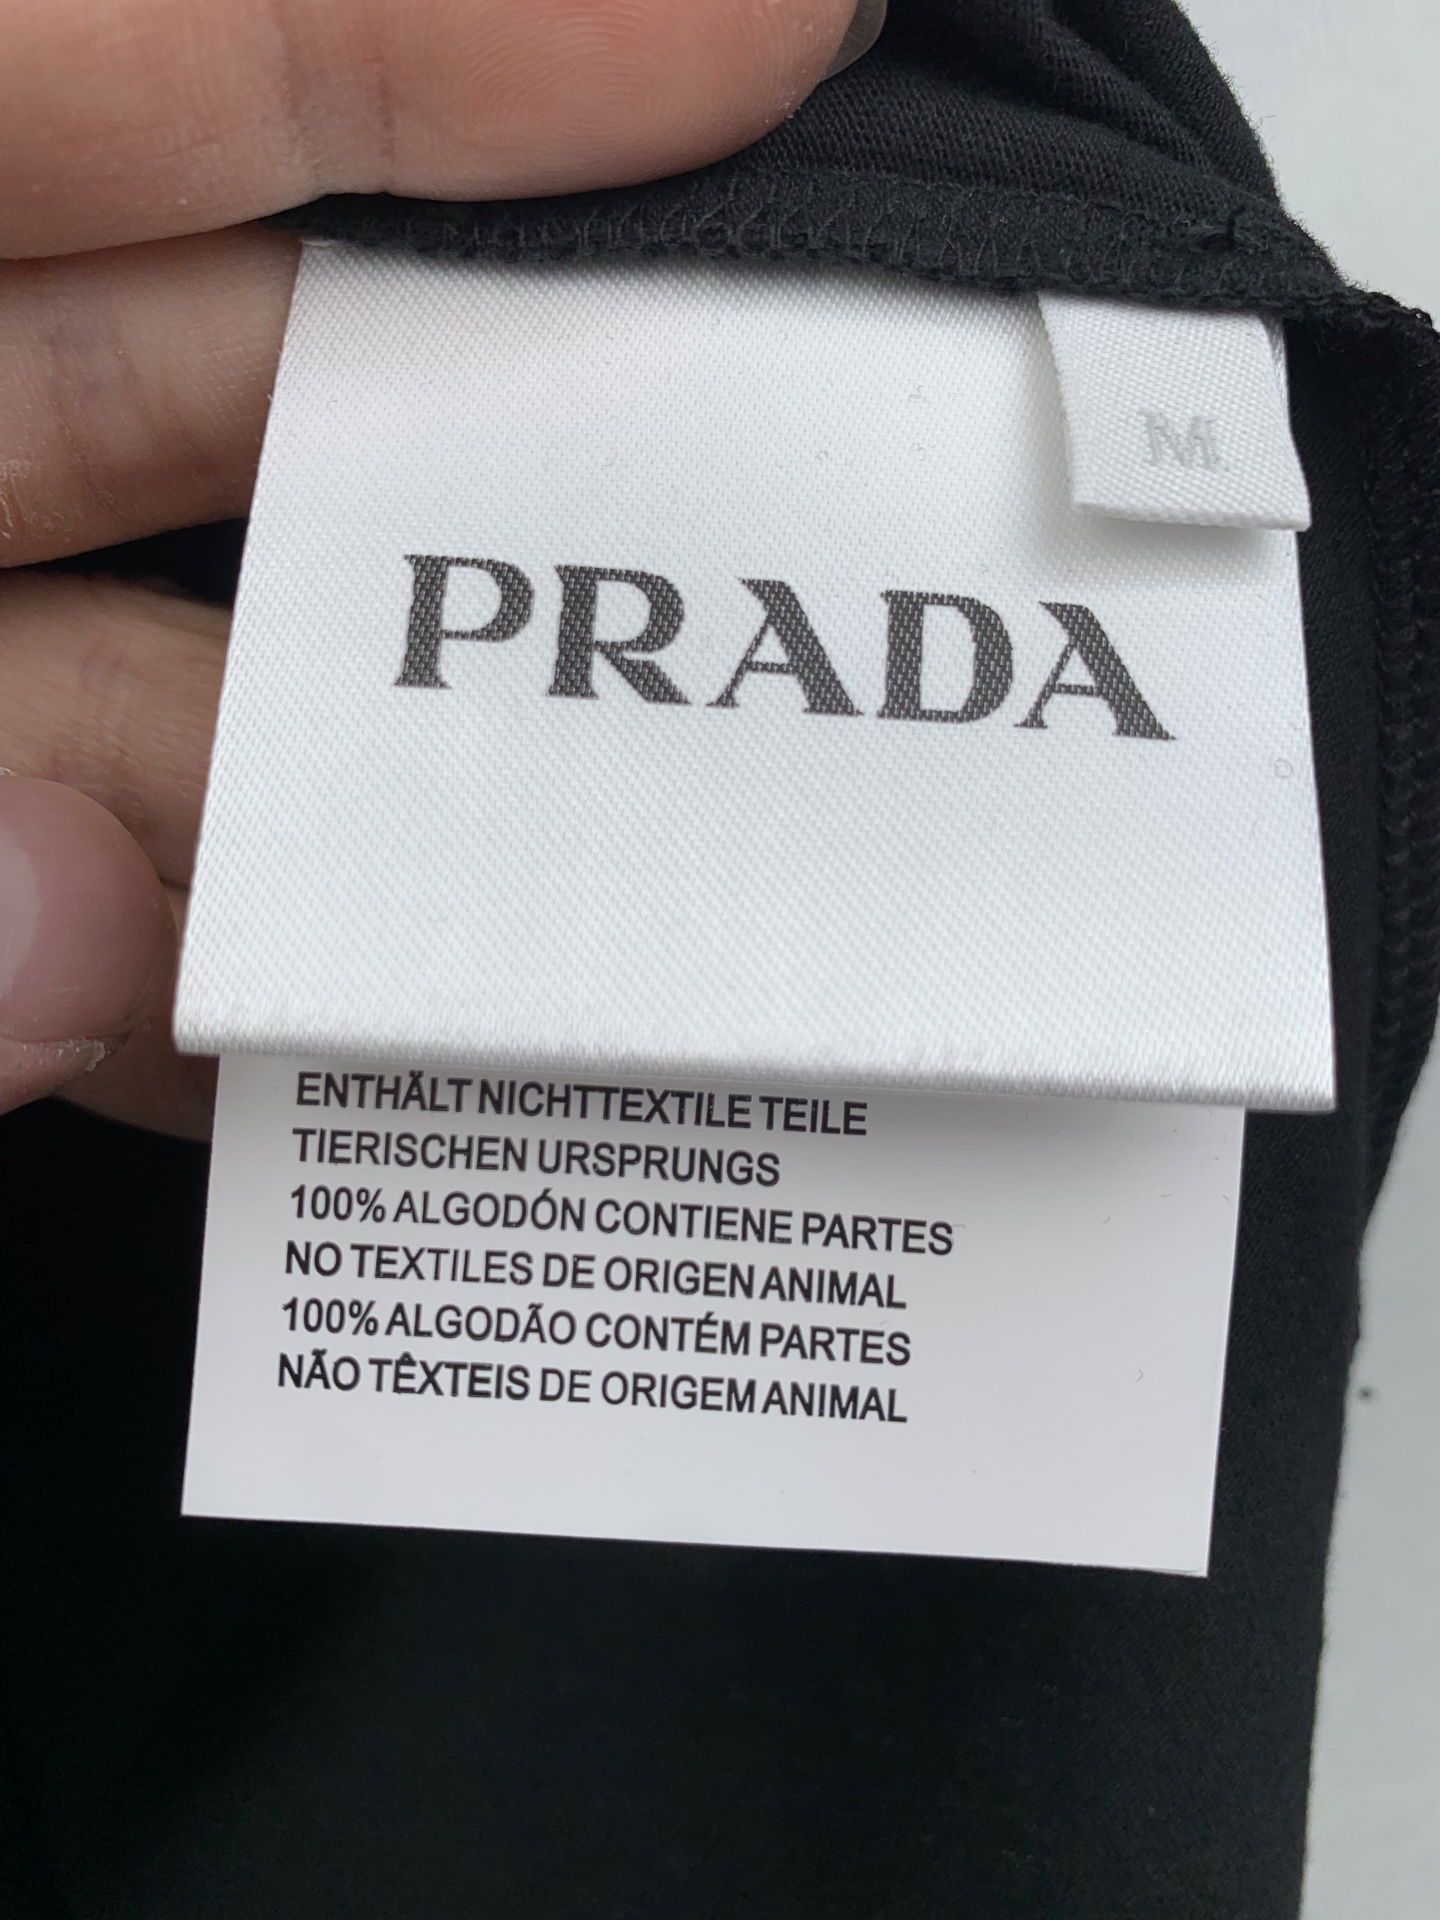 M
PRADA
ENTHÄLT NICHTTEXTILE TEILE
TIERISCHEN URSPRUNGS
100% ALGODÓN CONTIENE PARTES
NO TEXTILES DE ORIGEN ANIMAL
100% ALGODÃO CONTÉM PARTES
NÃO TÊXTEIS DE ORIGEM ANIMAL